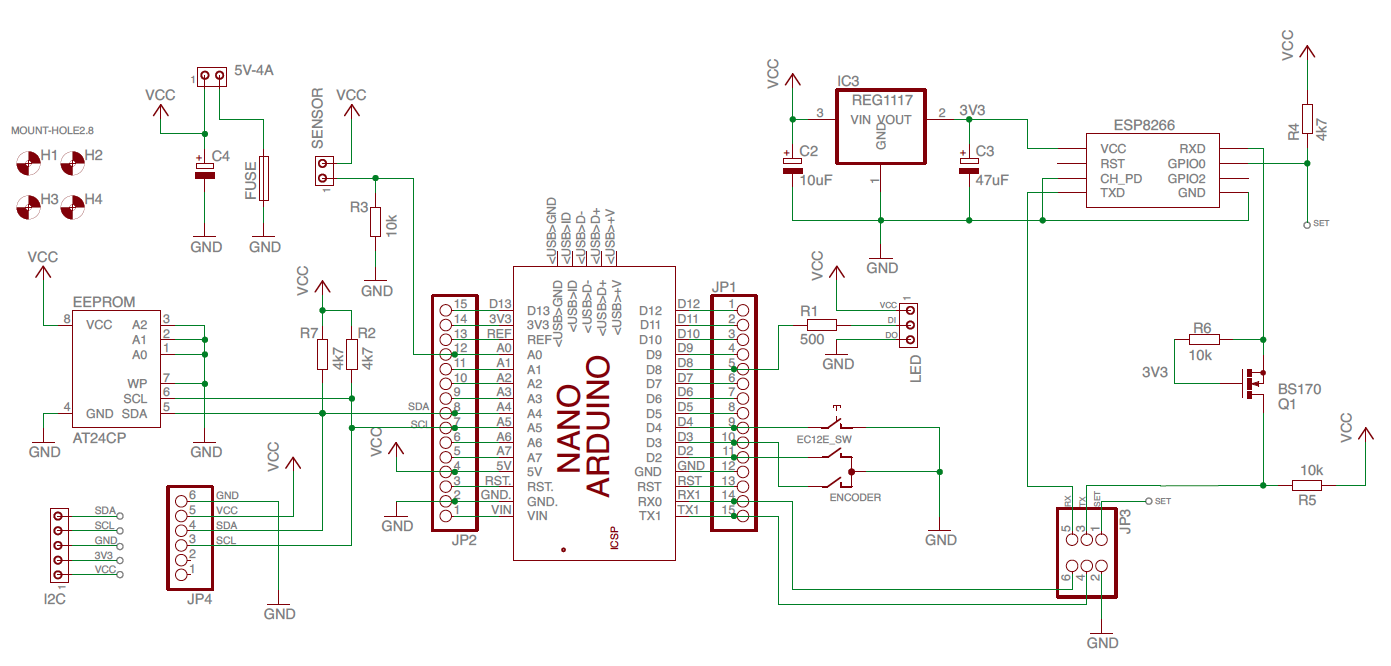 MOUNT-HOLE2.8
H1 H2
H3 H4
VCC
1
5V-4A
+
C4
FUSE
GND
GND
SENSOR
VCC
1
R3
10k
GND
VCC
EEPROM
8 VCC
4 GND
A2 3
A1 2
A0 1
WP 7
SCL 6
SDA 5
AT24CP
GND
GND
VCC
R7
4k7
R2
4k7
SDA
SCL
VCC
GND
VCC
I2C
SDA
SCL
GND
3V3
VCC
1
JP4
6 GND
5 VCC
4 SDA
3 SCL
2
1
GND
JP2
15 D13
14 3V3
13 REF
12 A0
11 A1
10 A2
9 A3
8 A4
7 A5
6 A6
5 A7
4 5V
3 RST.
2 GND.
1 VIN
<USB>GND
<USB>ID
<USB>D-
<USB>D+
<USB>+V
<USB>GND
<USB>ID
<USB>D-
<USB>D+
<USB>+V
D13
3V3
REF
A0
A1
A2
A3
A4
A5
A6
A7
5V
RST.
GND.
VIN
NANO
ARDUINO
ICSP
D12
D11
D10
D9
D8
D7
D6
D5
D4
D3
D2
GND
RST
RX0
TX1
JP1
D12 1
D11 2
D10 3
D9 4
D8 5
D7 6
D6 7
D5 8
D4 9
D3 10
D2 11
GND 12
RST 13
RX1 14
TX1 15
VCC
R1
500
GND
VCC
DI
DO
1
LED
EC12E_SW
ENCODER
GND
VCC
+
C2
10uF
IC3
REG1117
3 VIN VOUT 2
GND
1
3V3
+
C3
47uF
GND
ESP8266
VCC RXD
RST GPIO0
CH_PD GPIO2
TXD GND
VCC
R4
4k7
SET
R6
10k
3V3
BS170
Q1
VCC
10k
R5
RX
TX
SET
SET
5 3 1
6 4 2
JP3
GND